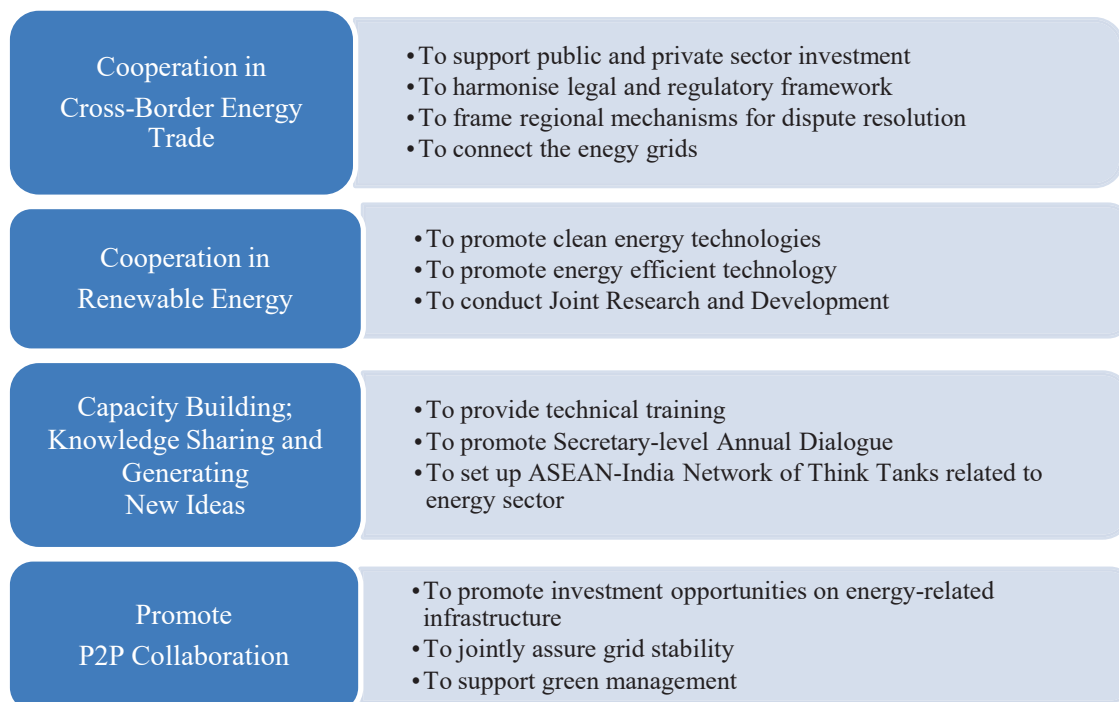 Cooperation in
Cross-Border Energy
Trade
• To support public and private sector investment
• To harmonise legal and regulatory framework
• To frame regional mechanisms for dispute resolution
• To connect the enegy grids
Cooperation in
Renewable Energy
• To promote clean energy technologies
• To promote energy efficient technology
• To conduct Joint Research and Development
Capacity Building;
Knowledge Sharing and
Generating
New Ideas
• To provide technical training
• To promote Secretary-level Annual Dialogue
• To set up ASEAN-India Network of Think Tanks related to
energy sector
Promote
P2P Collaboration
• To promote investment opportunities on energy-related
infrastructure
• To jointly assure grid stability
• To support green management